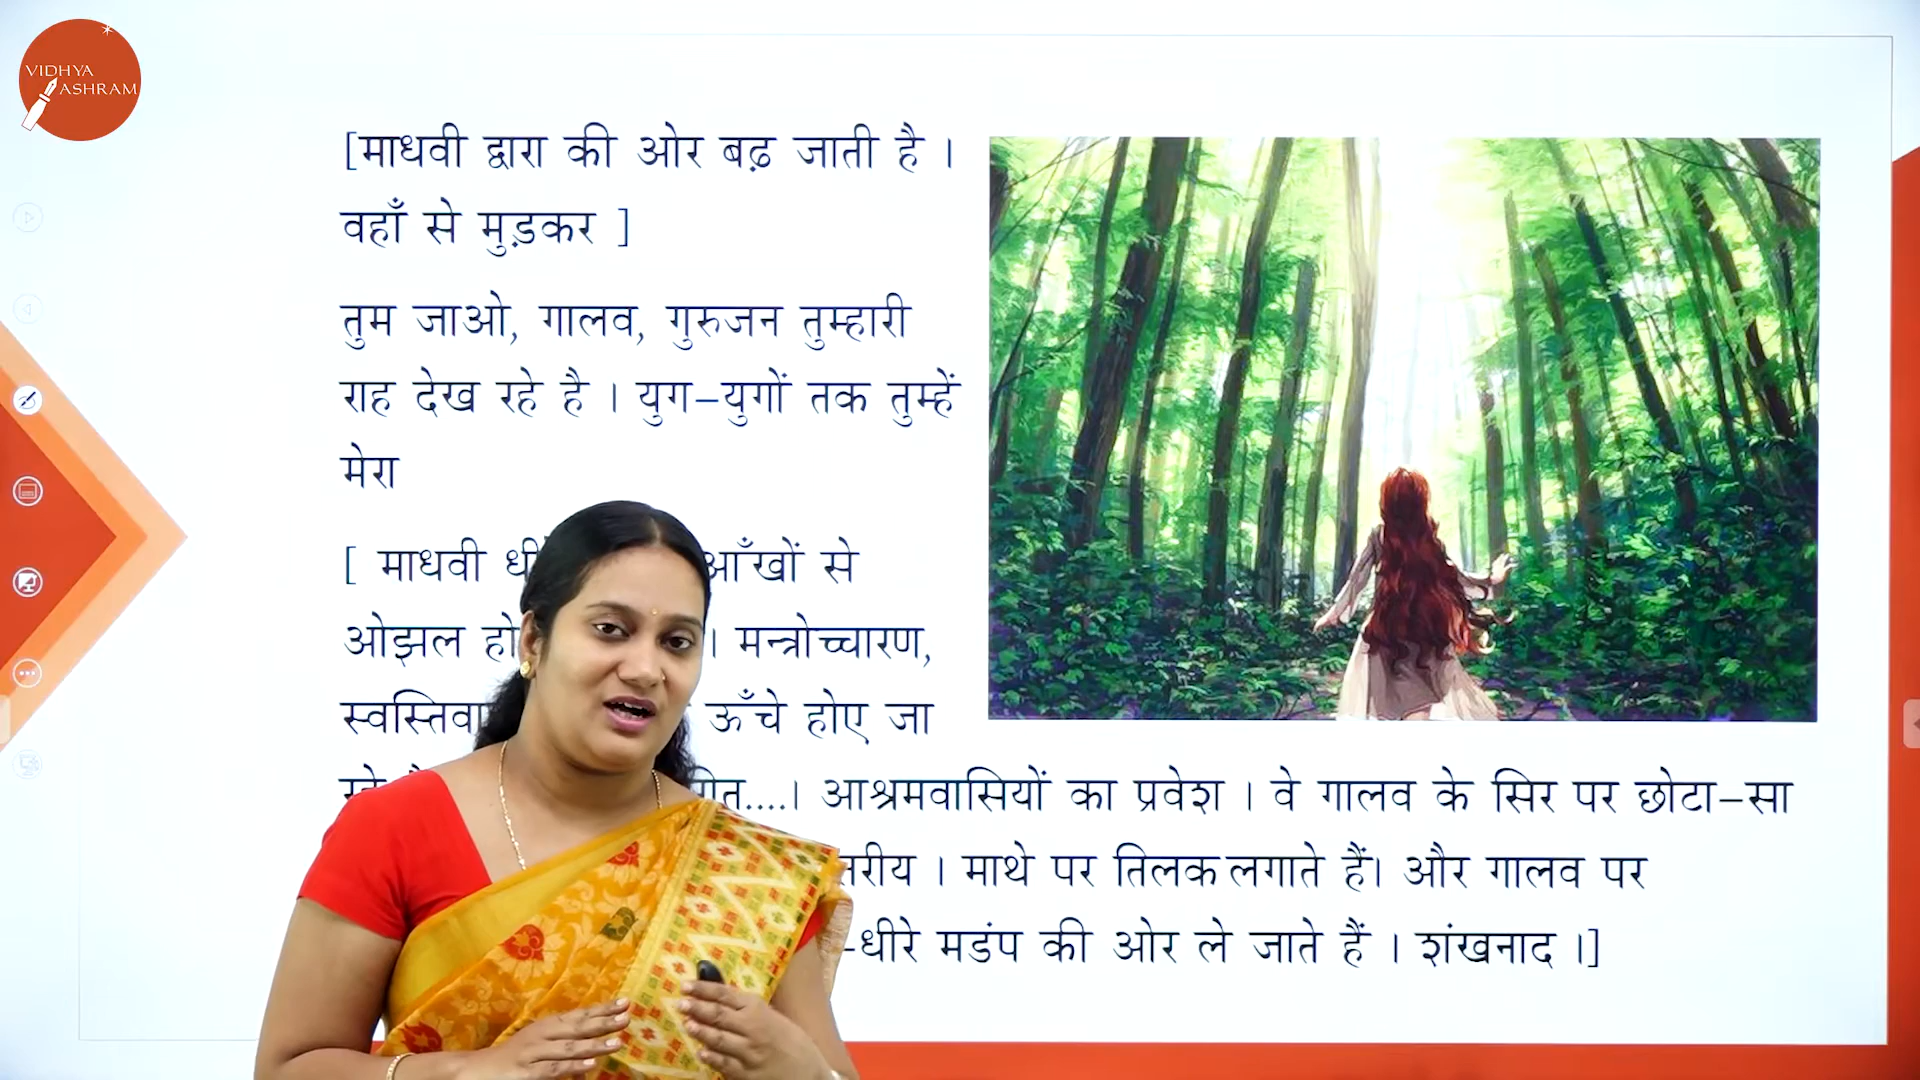 VIDHYA
ASHRAM
[माधवी द्वारा की ओर बढ़ जाती है ।
वहाँ से मुड़कर ]
तुम जाओ, गालव, गुरुजन तुम्हारी
राह देख रहे है । युग–युगों तक तुम्हें
मेरा
[ माधवी आँखों से
ओझल । मन्त्रोच्चारण,
ऊँचे होए जा
आश्रमवासियों का प्रवेश । वे गालव के सिर पर छोटा–सा
। माथे पर तिलक लगाते हैं। और गालव पर
–धीरे मडंप की ओर ले जाते हैं । शंखनाद ।]